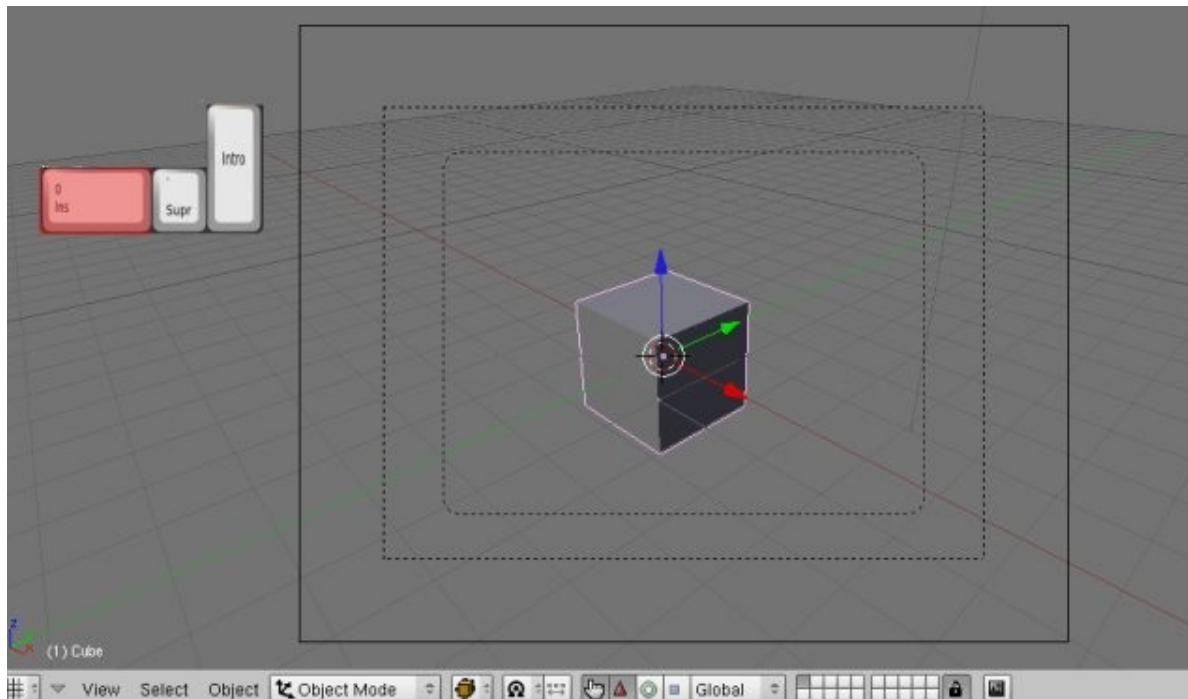 Intro
0
Ins
.
Supr
z
x
(1) Cube
View Select Object Object Mode Global